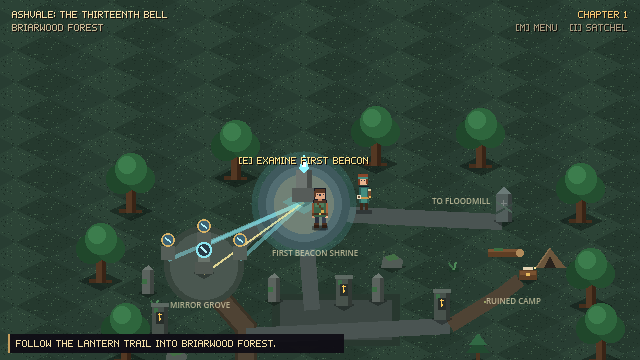 ASHVALE: THE THIRTEENTH BELL
BRIARWOOD FOREST
CHAPTER 1
[M] MENU [I] SATCHEL
[E] EXAMINE FIRST BEACON
TO FLOODMILL
FIRST BEACON SHRINE
MIRROR GROVE
RUINED CAMP
FOLLOW THE LANTERN TRAIL INTO BRIARWOOD FOREST.